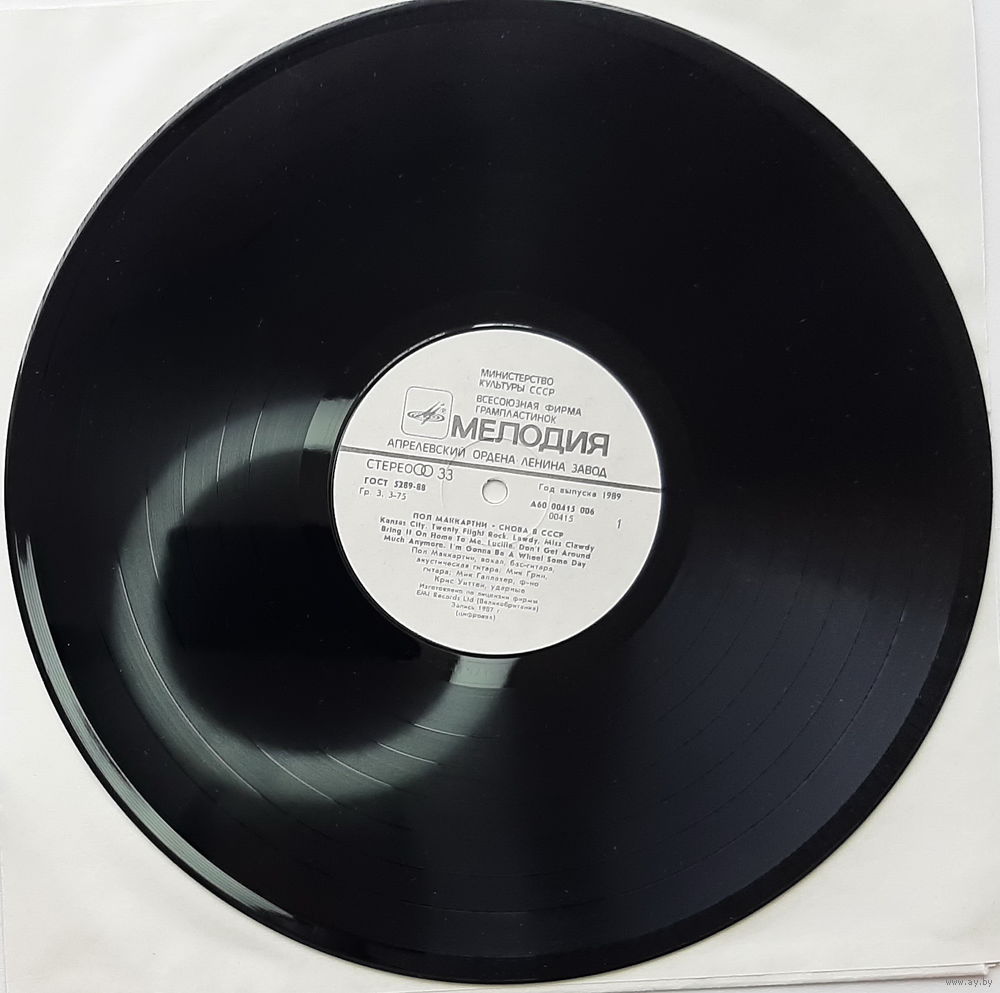 МИНИСТЕРСТВО
КУЛЬТУРЫ СССР
ВСЕСОЮЗНАЯ ФИРМА
ГРАМПЛАСТИНОК
МЕЛОДИЯ
АПРЕЛЕВСКИЙ ОРДЕНА ЛЕНИНА ЗАВОД
СТЕРЕО 33
ГОСТ 5289-88
Гр. 3. 3-75
Год выпуска 1989
А60 00415 006
00415
1
ПОЛ МАККАРТНИ • СНОВА В СССР
Kansas City. Twenty Flight Rock. Lawdy, Miss Clawdy
Bring It On Home To Me. Lucille. Don't Get Around
Much Anymore. I'm Gonna Be A Wheel Some Day
Пол Маккартни, вокал, бас-гитара,
акустическая гитара; Мик Грин,
гитара; Мик Галлахер, ф-но
Крис Уиттен, ударные
Изготовлено по лицензии фирмы
EMI Records Ltd (Великобритания)
Запись 1987 г.
(цифровая)
www.ay.by